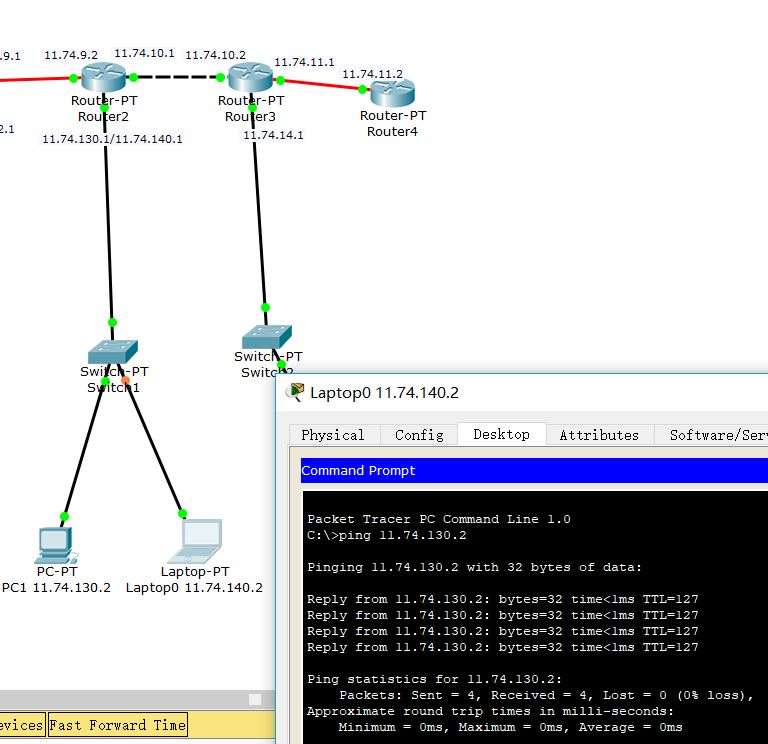 .9.1
11.74.9.2
11.74.10.1
11.74.10.2
11.74.11.1
11.74.11.2
Router-PT
Router2
Router-PT
Router3
Router-PT
Router4
2.1
11.74.130.1/11.74.140.1
11.74.14.1
Switch-PT
Switch1
Switch-PT
Switch2
PC-PT
PC1 11.74.130.2
Laptop-PT
Laptop0 11.74.140.2
Laptop0 11.74.140.2
Physical Config Desktop Attributes Software/Serv
Command Prompt
Packet Tracer PC Command Line 1.0
C:\>ping 11.74.130.2
Pinging 11.74.130.2 with 32 bytes of data:
Reply from 11.74.130.2: bytes=32 time<1ms TTL=127
Reply from 11.74.130.2: bytes=32 time<1ms TTL=127
Reply from 11.74.130.2: bytes=32 time<1ms TTL=127
Reply from 11.74.130.2: bytes=32 time<1ms TTL=127
Ping statistics for 11.74.130.2:
Packets: Sent = 4, Received = 4, Lost = 0 (0% loss),
Approximate round trip times in milli-seconds:
Minimum = 0ms, Maximum = 0ms, Average = 0ms
evices Fast Forward Time